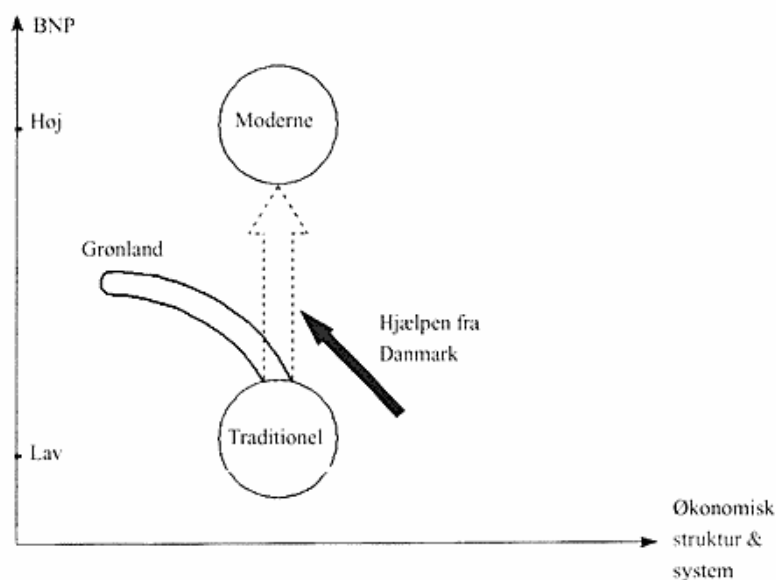 BNP
Høj
Moderne
Grønland
Hjælpen fra
Danmark
Traditionel
Lav
Økonomisk
struktur &
system